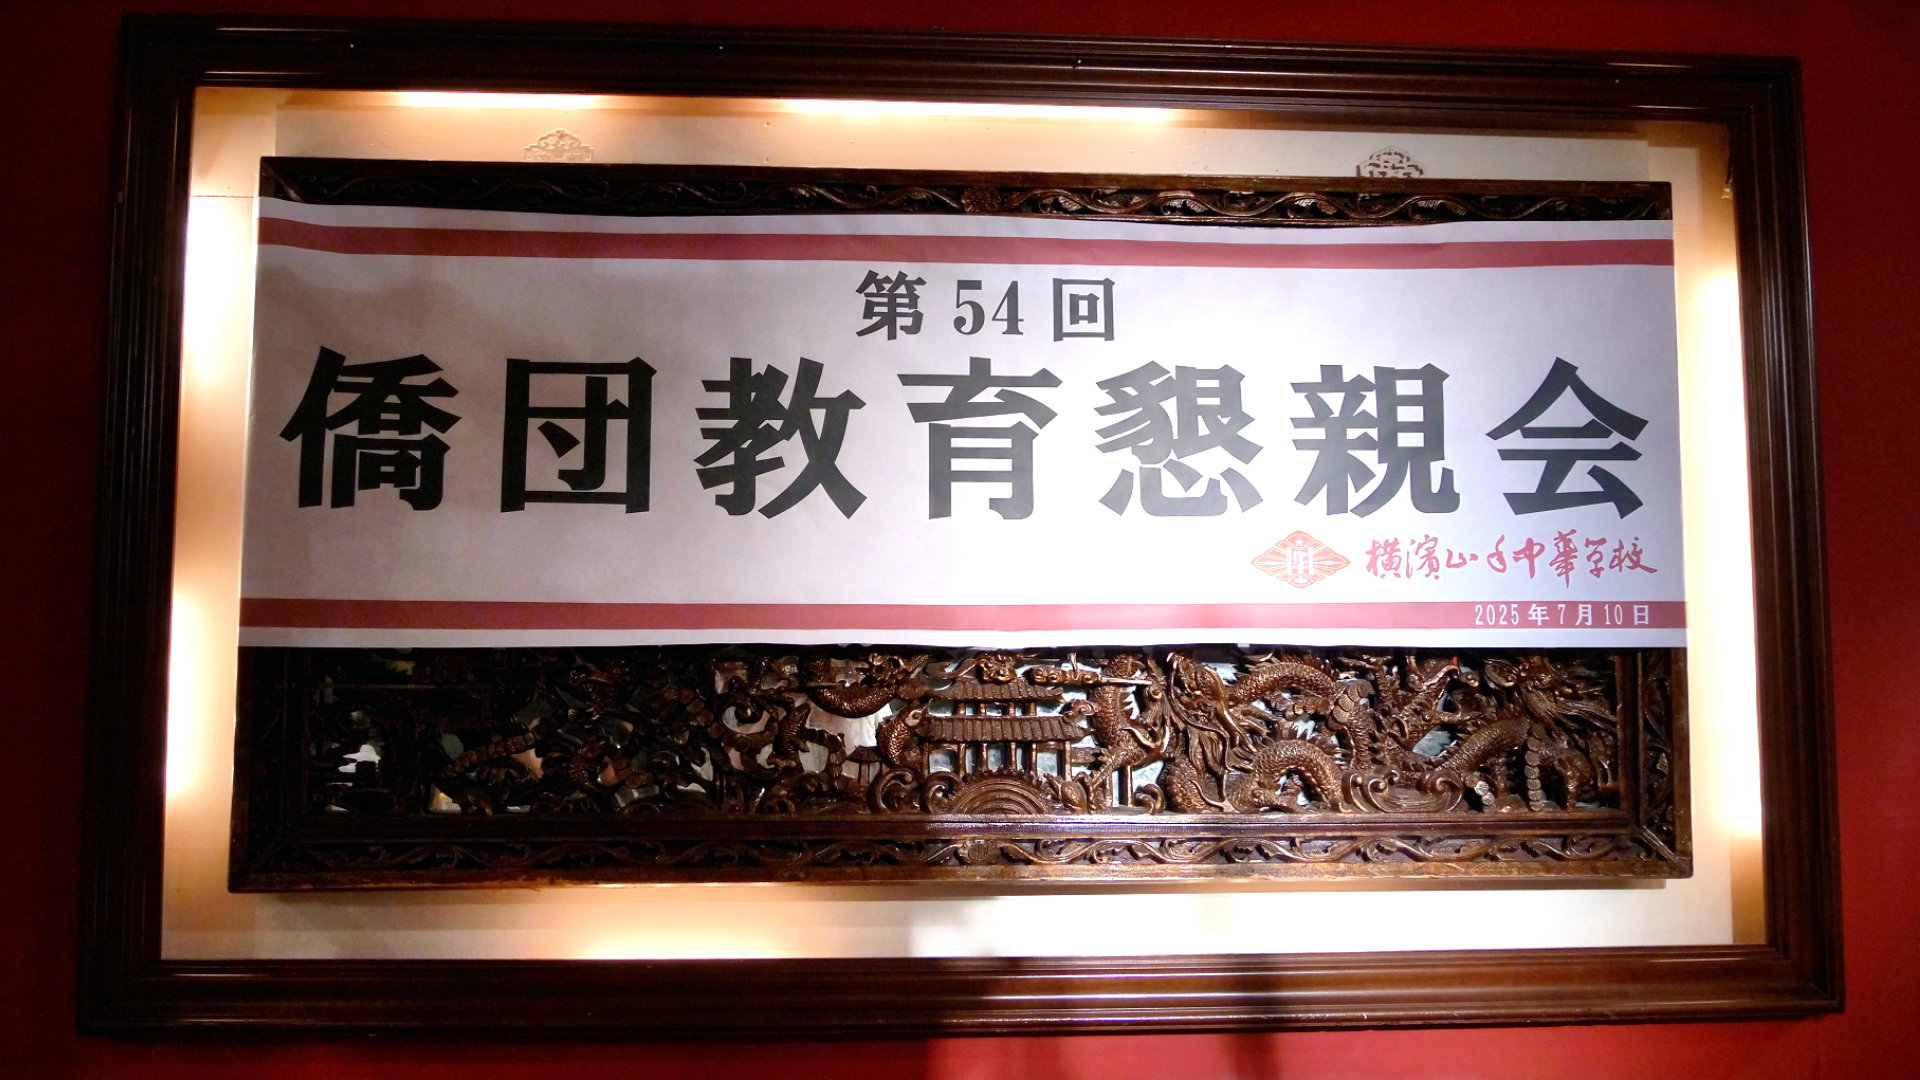 第54回
僑団教育懇親会
横濱山手中華学校
2025年7月10日